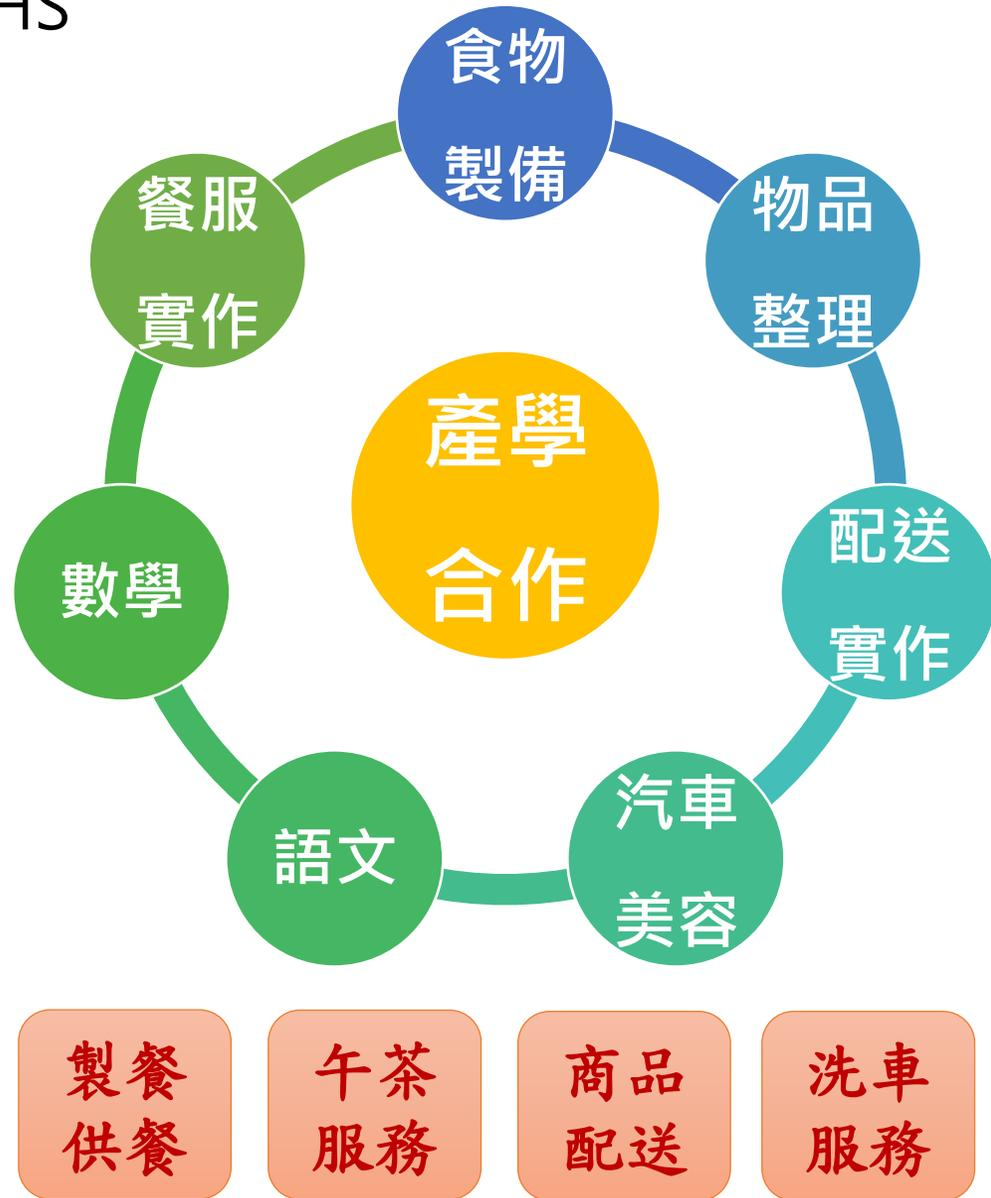 HS
食物
製備
物品
整理
配送
實作
汽車
美容
語文
數學
餐服
實作
產學
合作
製餐
供餐
午茶
服務
商品
配送
洗車
服務